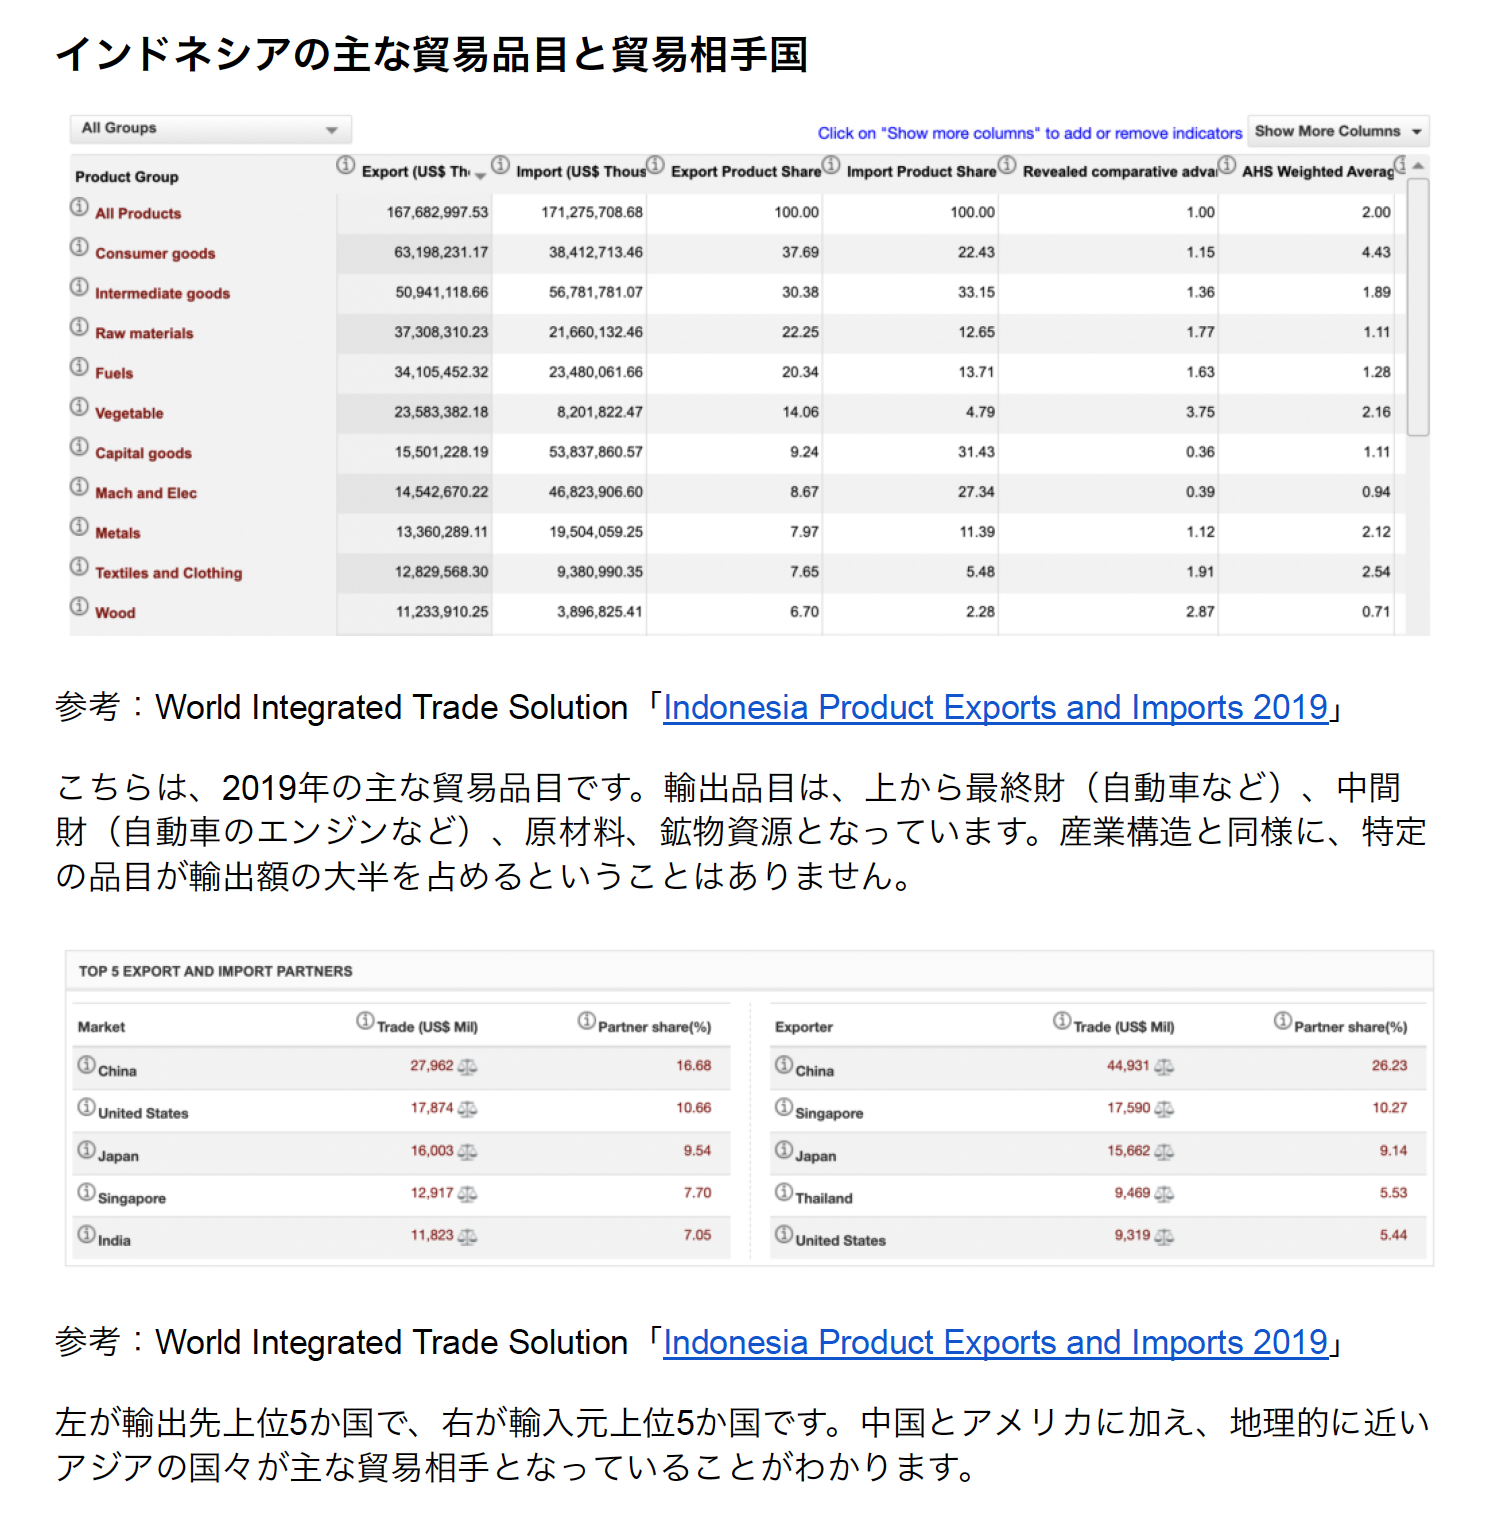 インドネシアの主な貿易品目と貿易相手国
All Groups
Click on "Show more columns" to add or remove indicators Show More Columns
Product Group Export (US$ Th Import (US$ Thous Export Product Share Import Product Share Revealed comparative adva AHS Weighted Averag
All Products 167,682,997.53 171,275,708.68 100.00 100.00 1.00 2.00
Consumer goods 63,198,231.17 38,412,713.46 37.69 22.43 1.15 4.43
Intermediate goods 50,941,118.66 56,781,781.07 30.38 33.15 1.36 1.89
Raw materials 37,308,310.23 21,660,132.46 22.25 12.65 1.77 1.11
Fuels 34,105,452.32 23,480,061.66 20.34 13.71 1.63 1.28
Vegetable 23,583,382.18 8,201,822.47 14.06 4.79 3.75 2.16
Capital goods 15,501,228.19 53,837,860.57 9.24 31.43 0.36 1.11
Mach and Elec 14,542,670.22 46,823,906.60 8.67 27.34 0.39 0.94
Metals 13,360,289.11 19,504,059.25 7.97 11.39 1.12 2.12
Textiles and Clothing 12,829,568.30 9,380,990.35 7.65 5.48 1.91 2.54
Wood 11,233,910.25 3,896,825.41 6.70 2.28 2.87 0.71
参考：World Integrated Trade Solution「Indonesia Product Exports and Imports 2019」
こちらは、2019年の主な貿易品目です。輸出品目は、上から最終財（自動車など）、中間
財（自動車のエンジンなど）、原材料、鉱物資源となっています。産業構造と同様に、特定
の品目が輸出額の大半を占めるということはありません。
TOP 5 EXPORT AND IMPORT PARTNERS
Market Trade (US$ Mil) Partner share(%)
China 27,962 16.68
United States 17,874 10.66
Japan 16,003 9.54
Singapore 12,917 7.70
India 11,823 7.05
Exporter Trade (US$ Mil) Partner share(%)
China 44,931 26.23
Singapore 17,590 10.27
Japan 15,662 9.14
Thailand 9,469 5.53
United States 9,319 5.44
参考：World Integrated Trade Solution「Indonesia Product Exports and Imports 2019」
左が輸出先上位5か国で、右が輸入元上位5か国です。中国とアメリカに加え、地理的に近い
アジアの国々が主な貿易相手となっていることがわかります。